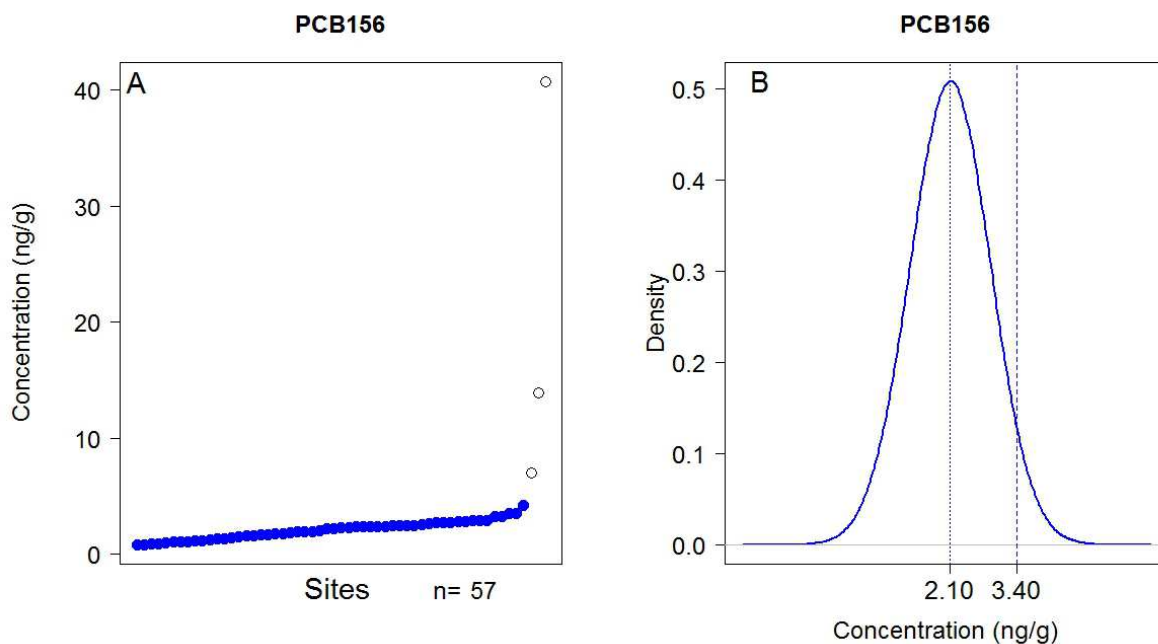 PCB156
A
Concentration (ng/g)
40
30
20
10
0
Sites n= 57
PCB156
B
Density
0.5
0.4
0.3
0.2
0.1
0.0
2.10 3.40
Concentration (ng/g)